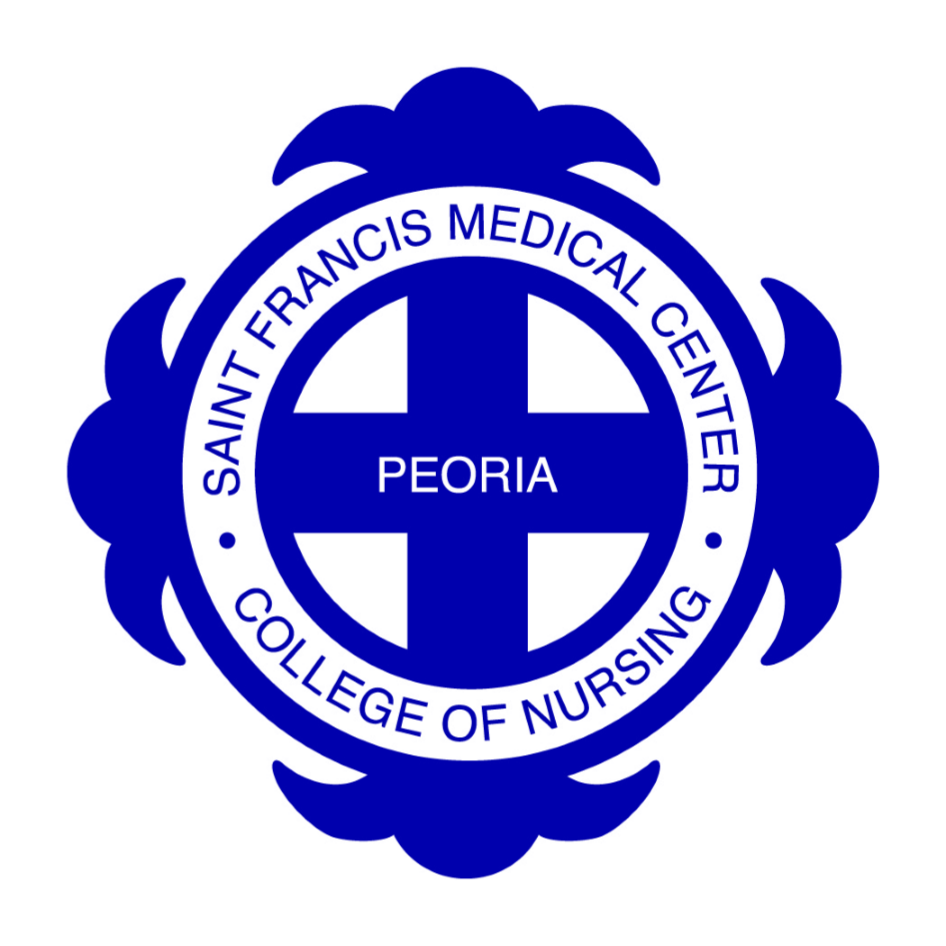 SAINT FRANCIS MEDICAL CENTER
PEORIA
• COLLEGE OF NURSING •